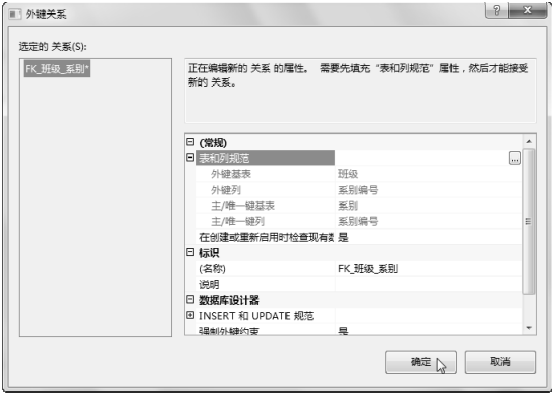 外键关系
选定的 关系(S):
FK_班级_系别*
正在编辑新的 关系 的属性。 需要先填充“表和列规范”属性，然后才能接受
新的 关系。
(常规)
表和列规范
外键基表 班级
外键列 系别编号
主/唯一键基表 系别
主/唯一键列 系别编号
在创建或重新启用时检查现有数 是
标识
(名称) FK_班级_系别
说明
数据库设计器
INSERT 和 UPDATE 规范
强制外键约束 是
确定 取消